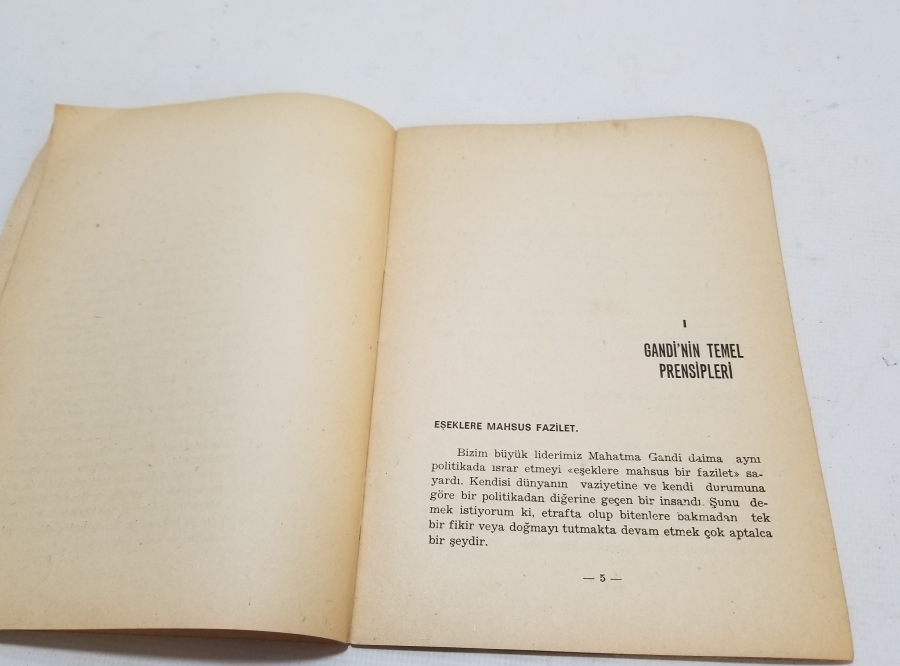 I
GANDİ'NİN TEMEL
PRENSİPLERİ
EŞEKLERE MAHSUS FAZİLET.
Bizim büyük liderimiz Mahatma Gandi daima aynı
politikada ısrar etmeyi «eşeklere mahsus bir fazilet» sa-
yardı. Kendisi dünyanın vaziyetine ve kendi durumuna
göre bir politikadan diğerine geçen bir insandı. Şunu de-
mek istiyorum ki, etrafta olup bitenlere bakmadan tek
bir fikir veya doğmayı tutmakta devam etmek çok aptalca
bir şeydir.
— 5 —